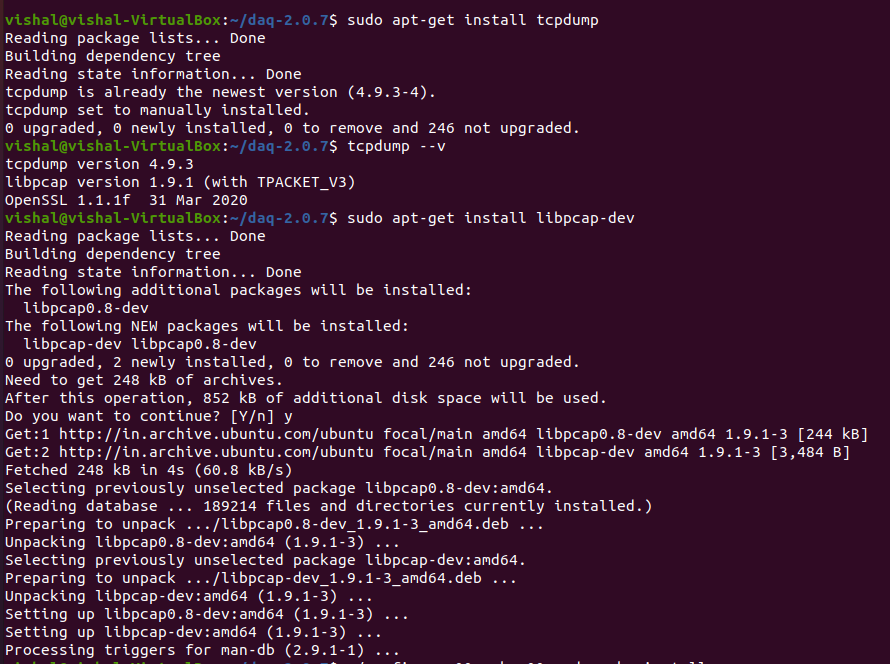 vishal@vishal-VirtualBox:~/daq-2.0.7$ sudo apt-get install tcpdump
Reading package lists... Done
Building dependency tree
Reading state information... Done
tcpdump is already the newest version (4.9.3-4).
tcpdump set to manually installed.
0 upgraded, 0 newly installed, 0 to remove and 246 not upgraded.
vishal@vishal-VirtualBox:~/daq-2.0.7$ tcpdump --v
tcpdump version 4.9.3
libpcap version 1.9.1 (with TPACKET_V3)
OpenSSL 1.1.1f  31 Mar 2020
vishal@vishal-VirtualBox:~/daq-2.0.7$ sudo apt-get install libpcap-dev
Reading package lists... Done
Building dependency tree
Reading state information... Done
The following additional packages will be installed:
  libpcap0.8-dev
The following NEW packages will be installed:
  libpcap-dev libpcap0.8-dev
0 upgraded, 2 newly installed, 0 to remove and 246 not upgraded.
Need to get 248 kB of archives.
After this operation, 852 kB of additional disk space will be used.
Do you want to continue? [Y/n] y
Get:1 http://in.archive.ubuntu.com/ubuntu focal/main amd64 libpcap0.8-dev amd64 1.9.1-3 [244 kB]
Get:2 http://in.archive.ubuntu.com/ubuntu focal/main amd64 libpcap-dev amd64 1.9.1-3 [3,484 B]
Fetched 248 kB in 4s (60.8 kB/s)
Selecting previously unselected package libpcap0.8-dev:amd64.
(Reading database ... 189214 files and directories currently installed.)
Preparing to unpack .../libpcap0.8-dev_1.9.1-3_amd64.deb ...
Unpacking libpcap0.8-dev:amd64 (1.9.1-3) ...
Selecting previously unselected package libpcap-dev:amd64.
Preparing to unpack .../libpcap-dev_1.9.1-3_amd64.deb ...
Unpacking libpcap-dev:amd64 (1.9.1-3) ...
Setting up libpcap0.8-dev:amd64 (1.9.1-3) ...
Setting up libpcap-dev:amd64 (1.9.1-3) ...
Processing triggers for man-db (2.9.1-1) ...